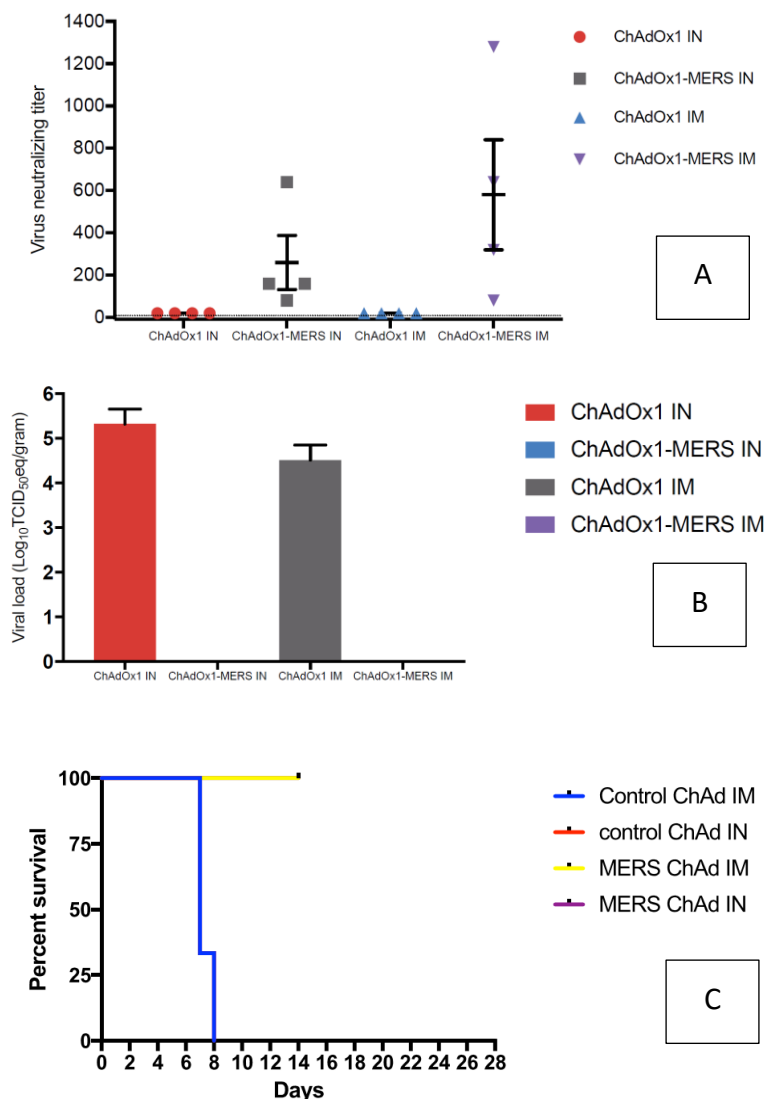 1400
1200
1000
800
600
400
200
0
Virus neutralizing titer
ChAdOx1 IN
ChAdOx1-MERS IN
ChAdOx1 IM
ChAdOx1-MERS IM
ChAdOx1 IN
ChAdOx1-MERS IN
ChAdOx1 IM
ChAdOx1-MERS IM
A
6
5
4
3
2
1
0
Viral load (Log₁₀TCID₅₀eq/gram)
ChAdOx1 IN
ChAdOx1-MERS IN
ChAdOx1 IM
ChAdOx1-MERS IM
ChAdOx1 IN
ChAdOx1-MERS IN
ChAdOx1 IM
ChAdOx1-MERS IM
B
100
75
50
25
0
Percent survival
0 2 4 6 8 10 12 14 16 18 20 22 24 26 28
Days
Control ChAd IM
control ChAd IN
MERS ChAd IM
MERS ChAd IN
C